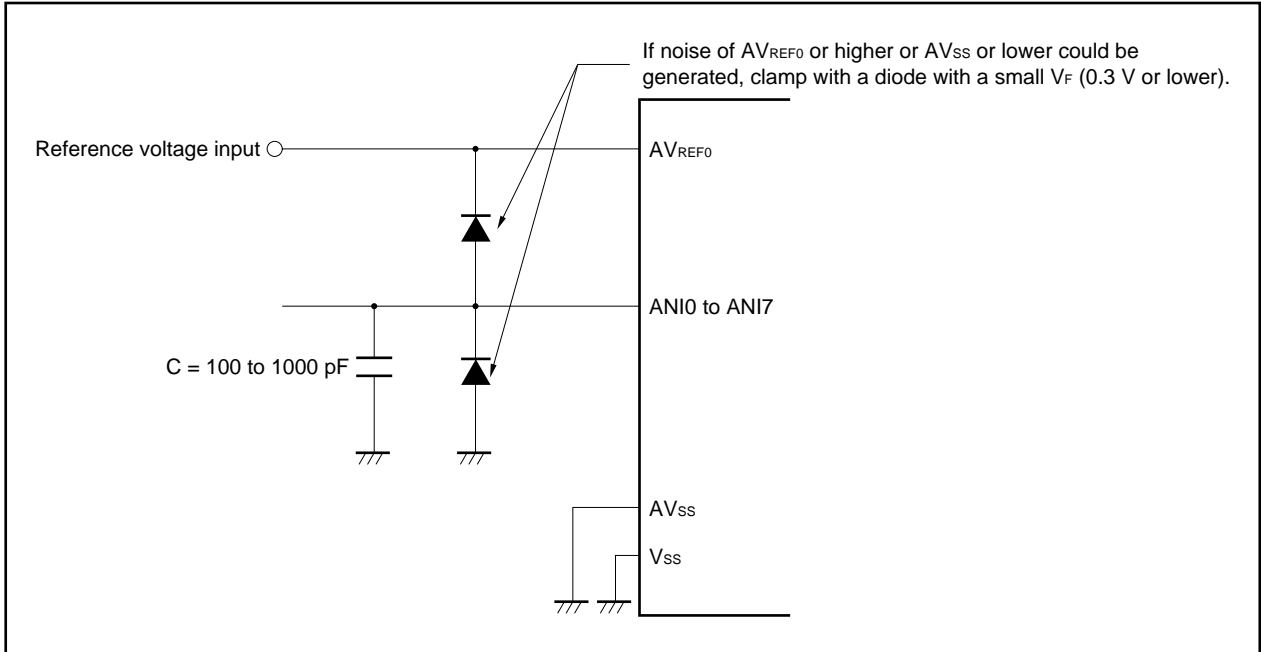 If noise of AVREF0 or higher or AVSS or lower could be
generated, clamp with a diode with a small VF (0.3 V or lower).
Reference voltage input
AVREF0
ANI0 to ANI7
C = 100 to 1000 pF
AVSS
VSS